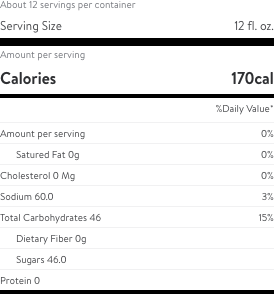 About 12 servings per container
Serving Size 12 fl. oz.
Amount per serving
Calories 170cal
%Daily Value*
Amount per serving 0%
Satured Fat 0g 0%
Cholesterol 0 Mg 0%
Sodium 60.0 3%
Total Carbohydrates 46 15%
Dietary Fiber 0g
Sugars 46.0
Protein 0